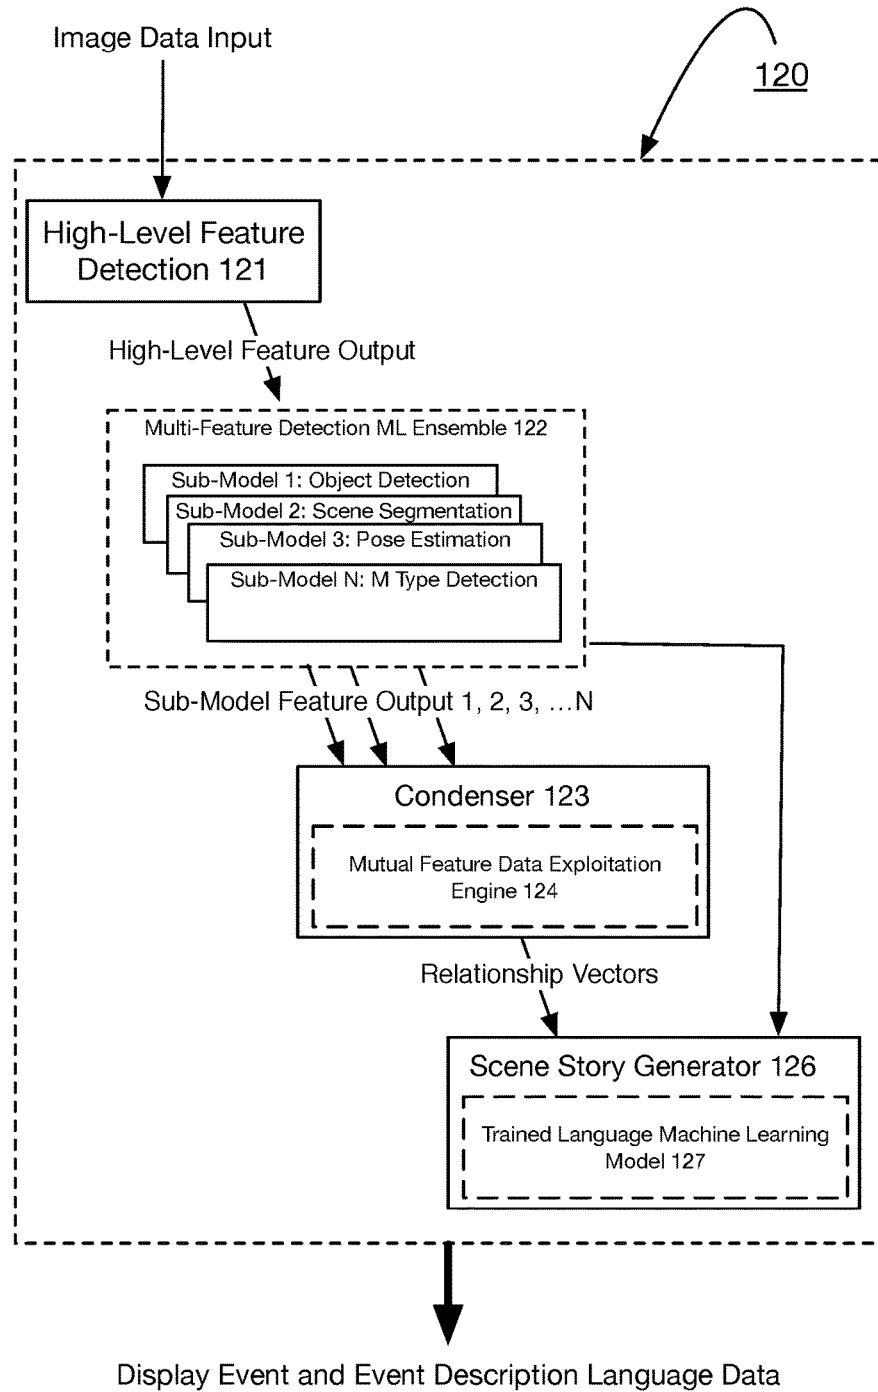 Image Data Input
120
High-Level Feature
Detection 121
High-Level Feature Output
Multi-Feature Detection ML Ensemble 122
Sub-Model 1: Object Detection
Sub-Model 2: Scene Segmentation
Sub-Model 3: Pose Estimation
Sub-Model N: M Type Detection
Sub-Model Feature Output 1, 2, 3, …N
Condenser 123
Mutual Feature Data Exploitation
Engine 124
Relationship Vectors
Scene Story Generator 126
Trained Language Machine Learning
Model 127
Display Event and Event Description Language Data